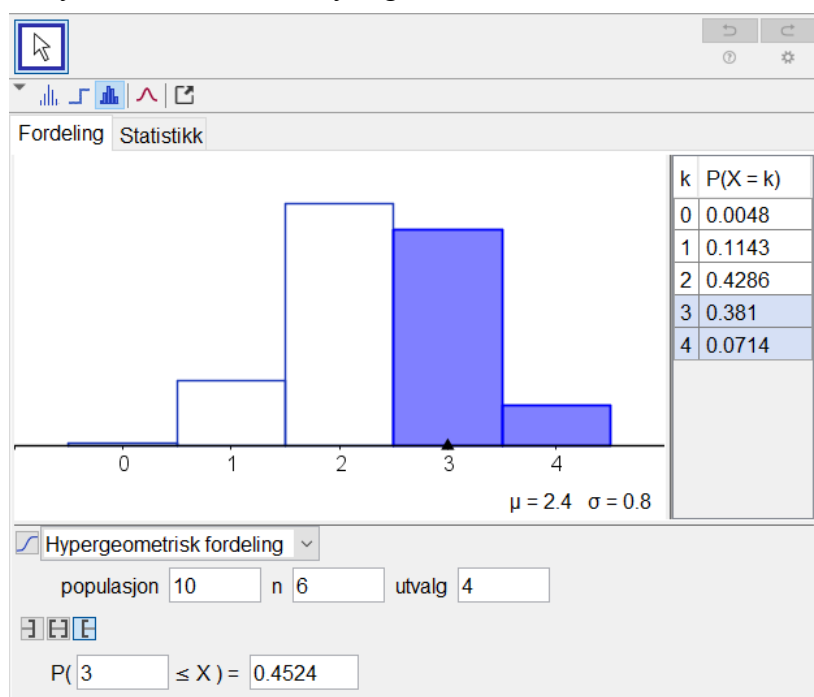 Fordeling Statistikk
k P(X = k)
0 0.0048
1 0.1143
2 0.4286
3 0.381
4 0.0714
0 1 2 3 4
μ = 2.4 σ = 0.8
Hypergeometrisk fordeling
populasjon 10 n 6 utvalg 4
P( 3 ≤ X ) = 0.4524